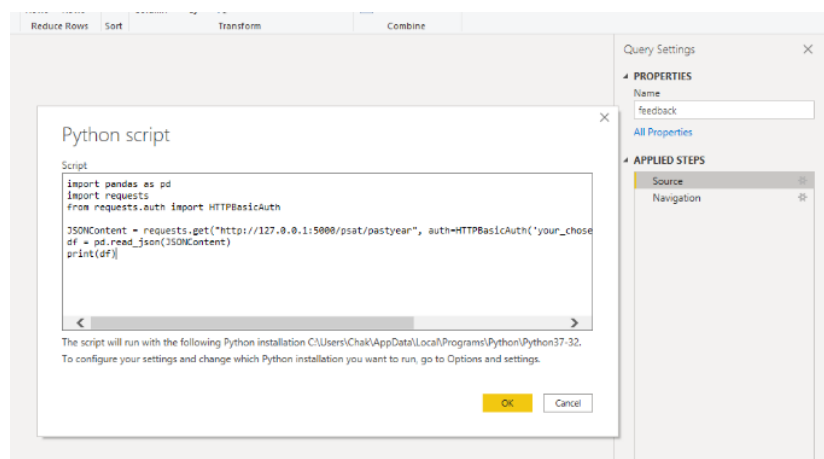 Reduce Rows Sort Transform Combine
Query Settings
PROPERTIES
Name
feedback
All Properties
APPLIED STEPS
Source
Navigation
Python script
Script
import pandas as pd
import requests
from requests.auth import HTTPBasicAuth
JSONContent = requests.get("http://127.0.0.1:5000/psat/pastyear", auth=HTTPBasicAuth('your_chose
df = pd.read_json(JSONContent)
print(df)
The script will run with the following Python installation C:\Users\Chak\AppData\Local\Programs\Python\Python37-32.
To configure your settings and change which Python installation you want to run, go to Options and settings.
OK Cancel